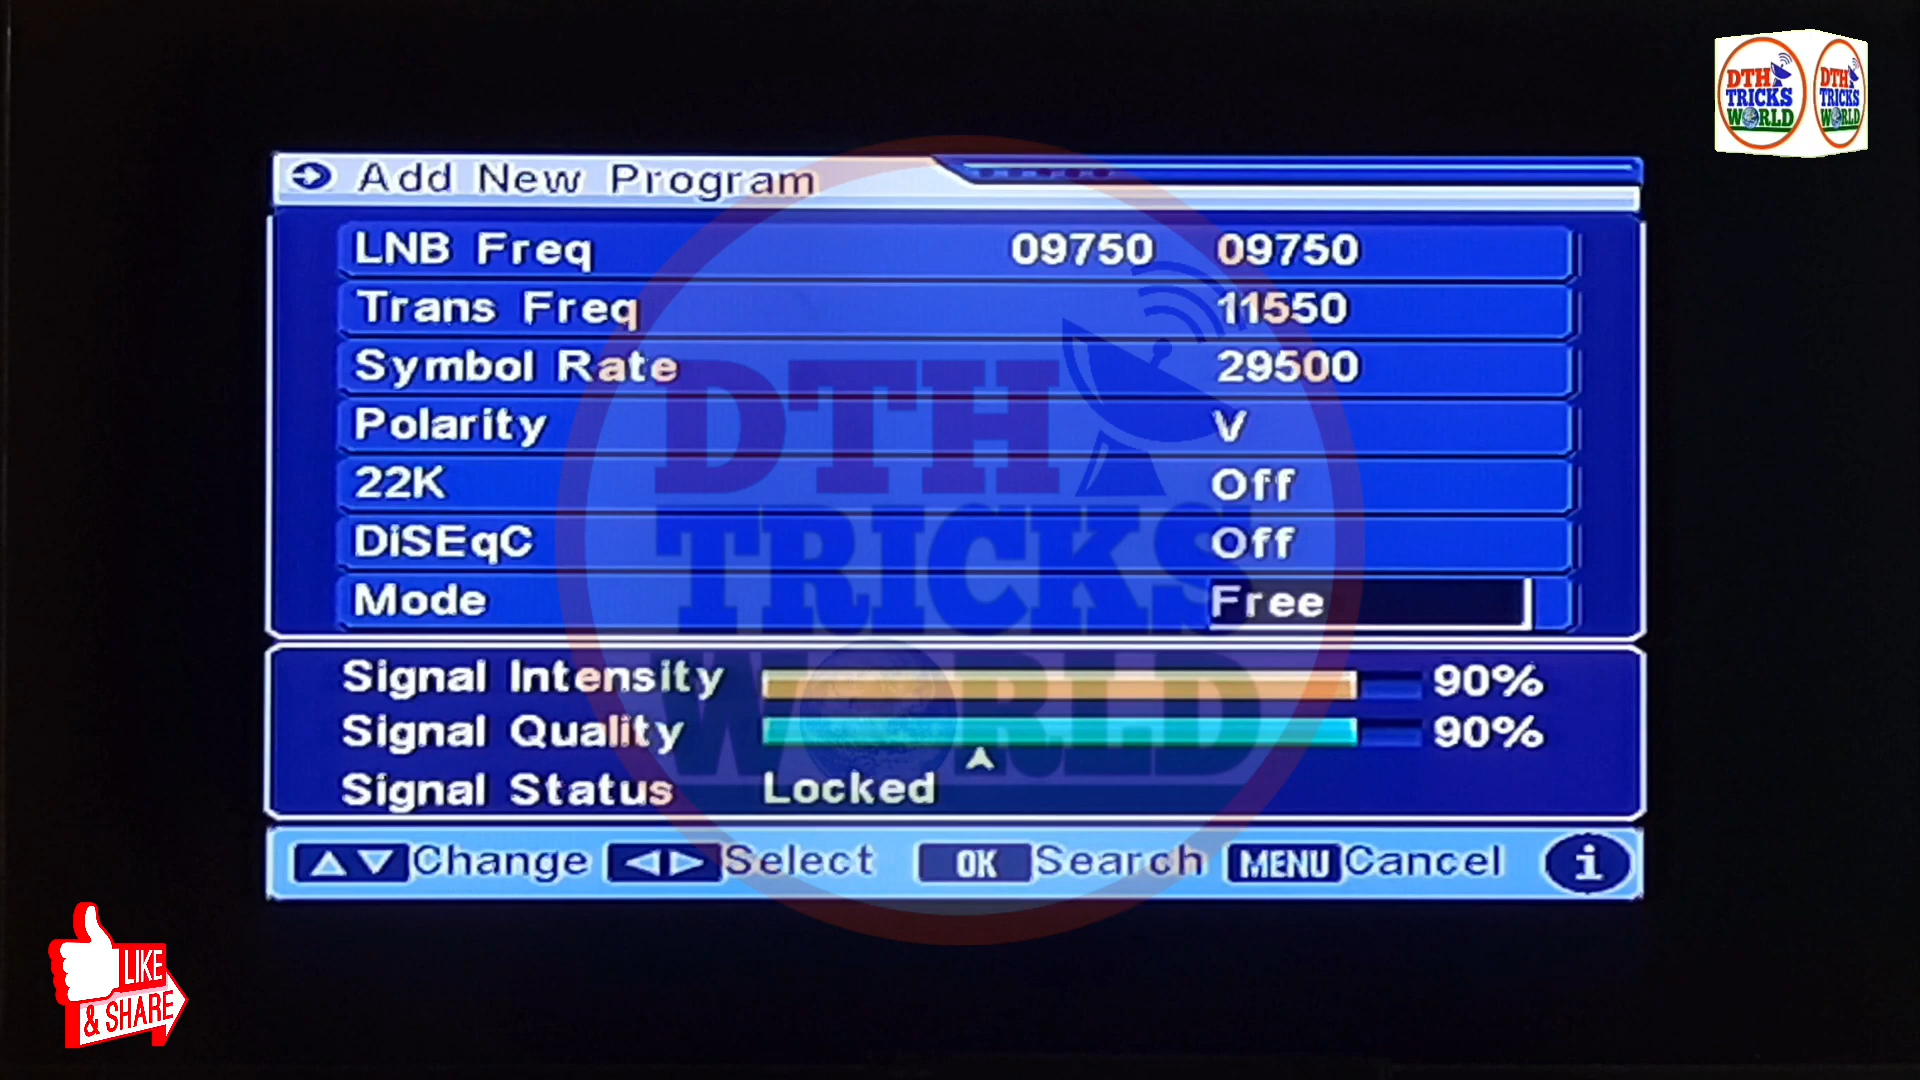 DTH DTH
TRICKS TRICKS
WORLD WORLD
Add New Program
LNB Freq 09750 09750
Trans Freq 11550
Symbol Rate 29500
Polarity V
22K Off
DiSEqC Off
Mode Free
DTH
TRICKS
WORLD
Signal Intensity 90%
Signal Quality 90%
Signal Status Locked
Change Select OK Search MENU Cancel i
LIKE
& SHARE